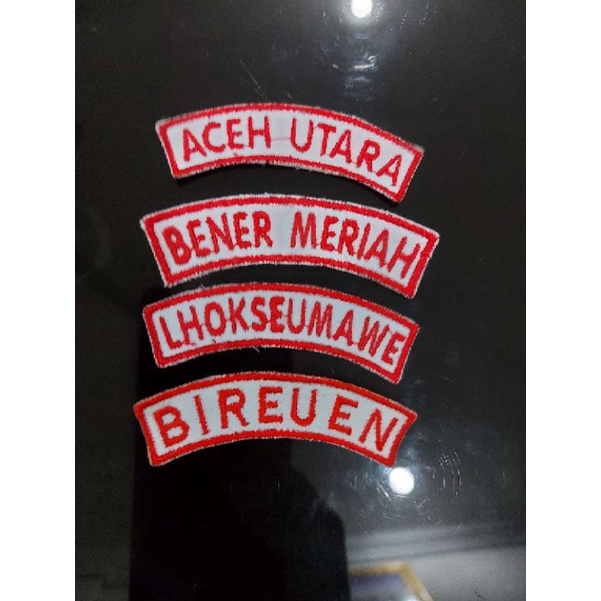 ACEH UTARA
BENER MERIAH
LHOKSEUMAWE
BIREUEN